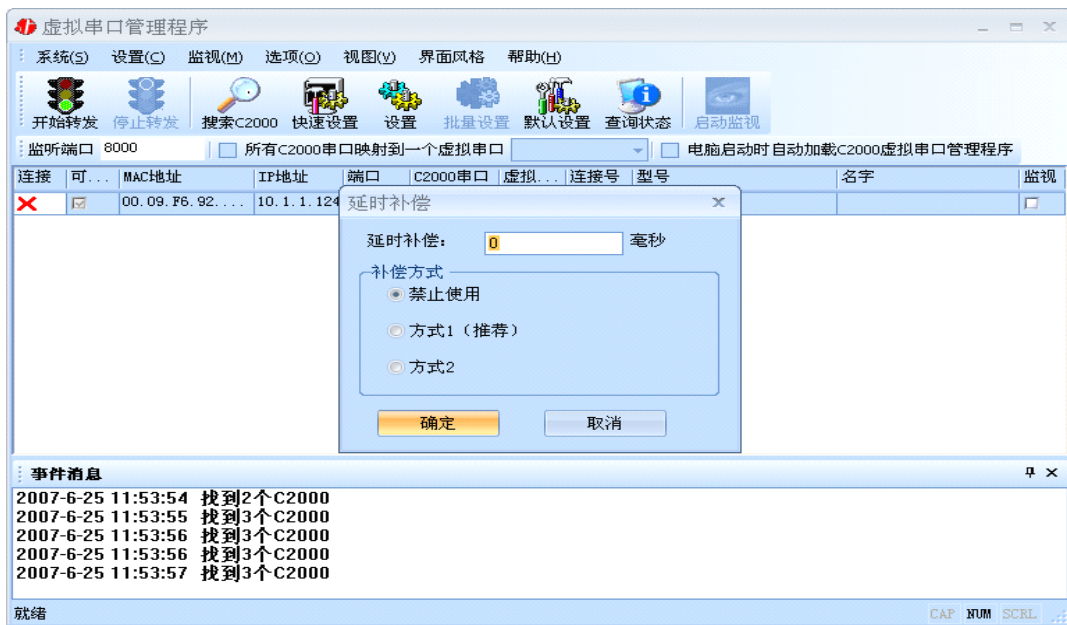 虚拟串口管理程序
系统(S) 设置(C) 监视(M) 选项(O) 视图(V) 界面风格 帮助(H)
开始转发 停止转发 搜索C2000 快速设置 设置 批量设置 默认设置 查询状态 启动监视
监听端口 8000 所有C2000串口映射到一个虚拟串口 电脑启动时自动加载C2000虚拟串口管理程序
连接 可... MAC地址 IP地址 端口 C2000串口 虚拟... 连接号 型号 名字 监视
00.09.F6.92.... 10.1.1.124
延时补偿
延时补偿: 0 毫秒
补偿方式
禁止使用
方式1（推荐）
方式2
确定 取消
事件消息
2007-6-25 11:53:54 找到2个C2000
2007-6-25 11:53:55 找到3个C2000
2007-6-25 11:53:56 找到3个C2000
2007-6-25 11:53:56 找到3个C2000
2007-6-25 11:53:57 找到3个C2000
就绪 CAP NUM SCRL